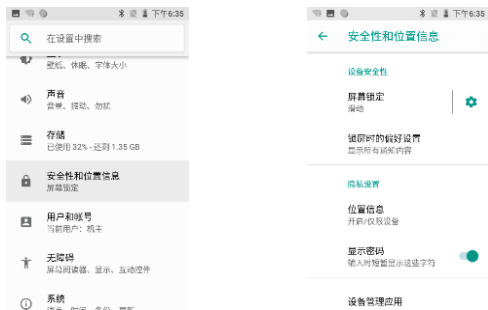 下午6:35
在设置中搜索
壁纸、休眠、字体大小
声音
音量、振动、勿扰
存储
已使用 32% - 还剩 1.35 GB
安全性和位置信息
屏幕锁定
用户和帐号
当前用户：机主
无障碍
屏幕阅读器、显示、互动控件
系统
下午6:35
安全性和位置信息
设备安全性
屏幕锁定
滑动
锁屏时的偏好设置
显示所有通知内容
隐私设置
位置信息
开启/仅限设备
显示密码
输入时短暂显示这些字符
设备管理应用